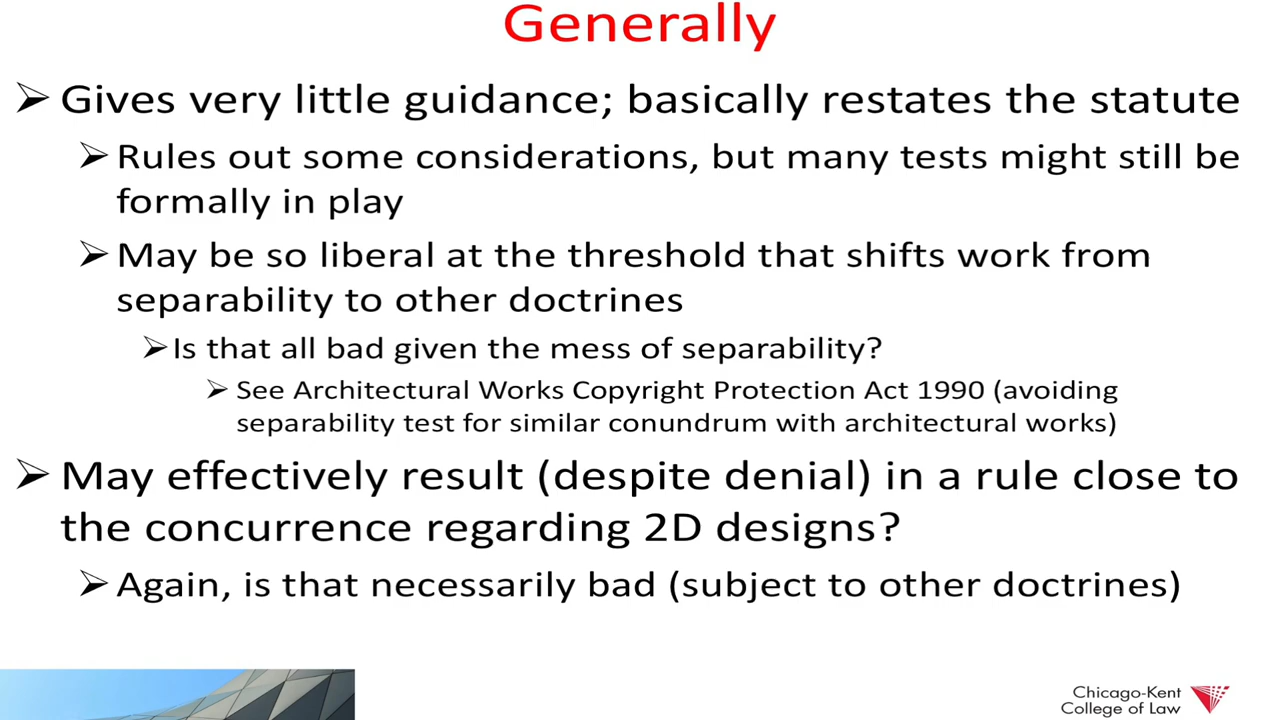 Generally
➢ Gives very little guidance; basically restates the statute
➢ Rules out some considerations, but many tests might still be
formally in play
➢ May be so liberal at the threshold that shifts work from
separability to other doctrines
➢ Is that all bad given the mess of separability?
➢ See Architectural Works Copyright Protection Act 1990 (avoiding
separability test for similar conundrum with architectural works)
➢ May effectively result (despite denial) in a rule close to
the concurrence regarding 2D designs?
➢ Again, is that necessarily bad (subject to other doctrines)
Chicago-Kent
College of Law